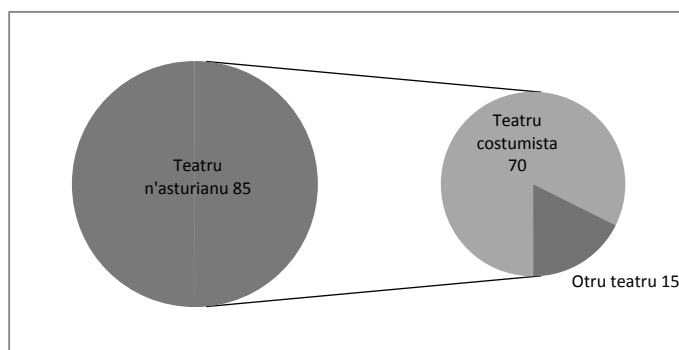 Teatru
n'asturianu 85
Teatru
costumista
70
Otru teatru 15